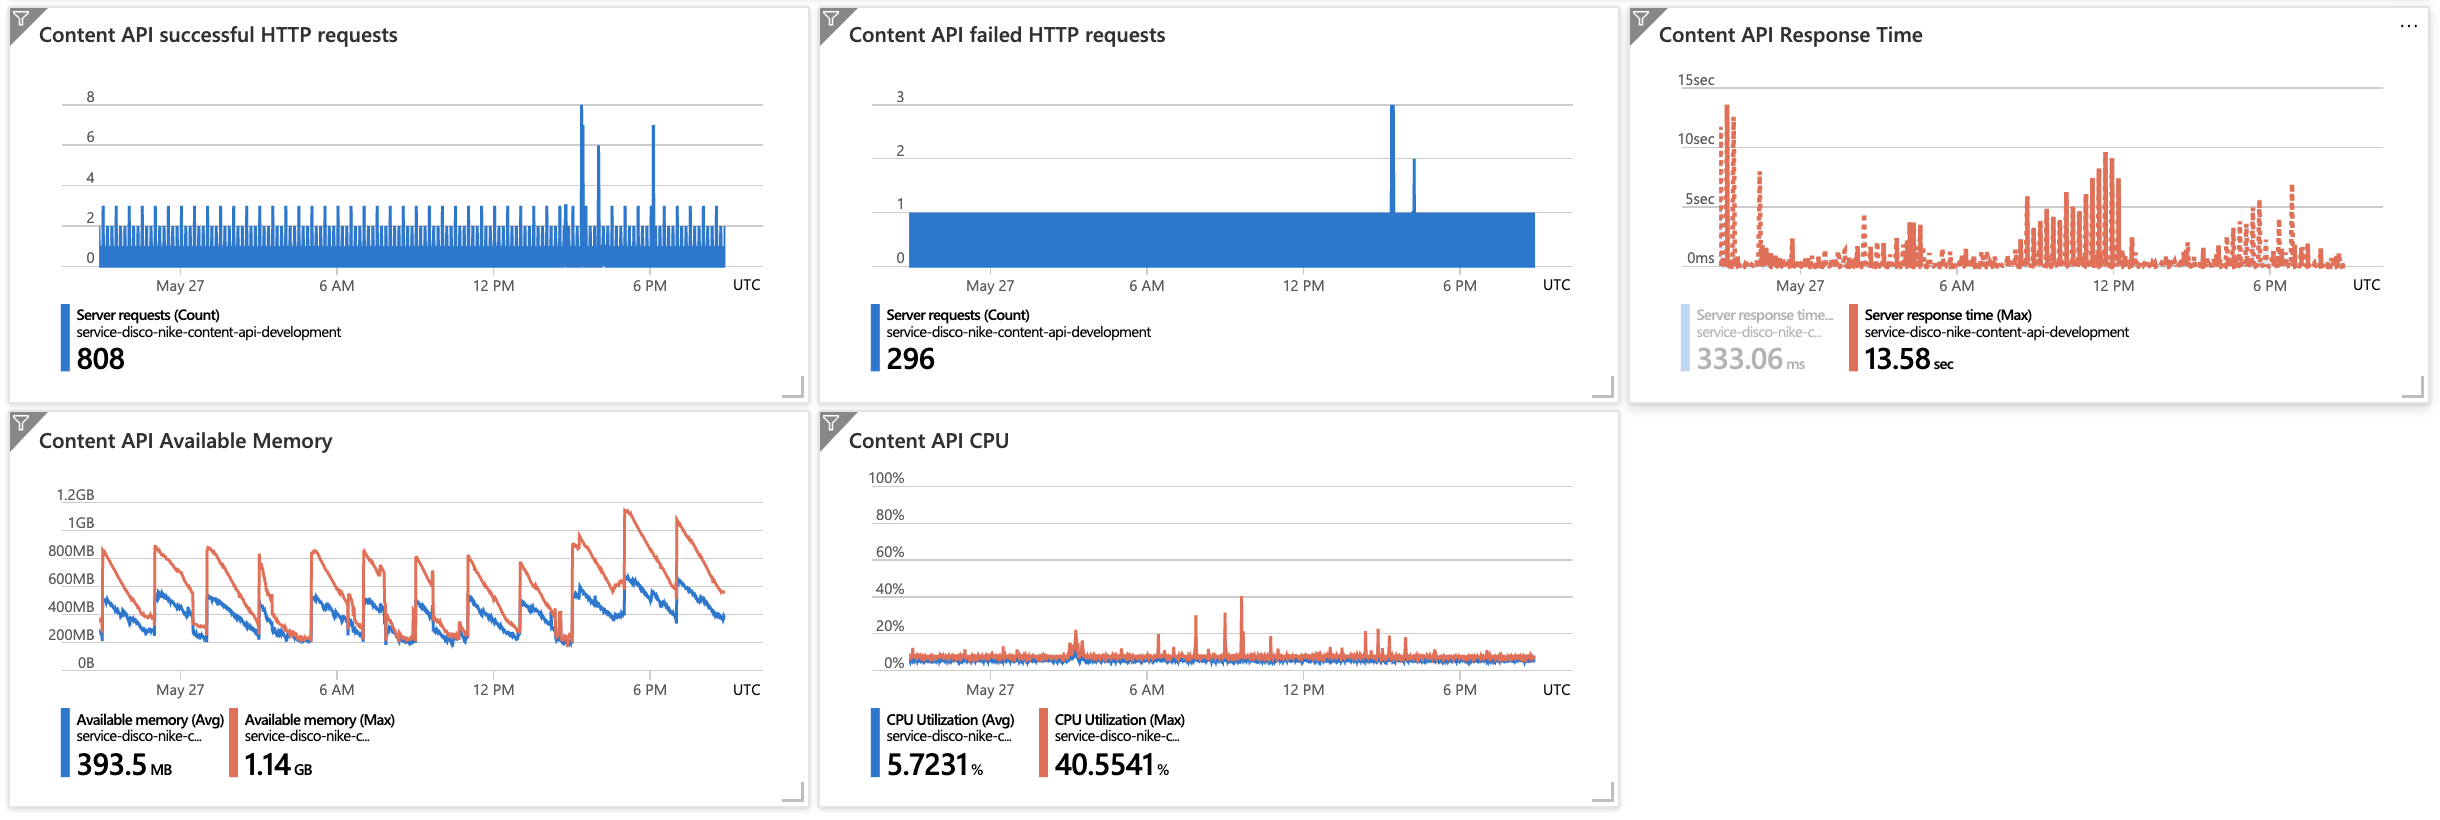 Content API successful HTTP requests
8
6
4
2
0
May 27
6 AM
12 PM
6 PM
UTC
Server requests (Count)
service-disco-nike-content-api-development
808
Content API failed HTTP requests
3
2
1
0
May 27
6 AM
12 PM
6 PM
UTC
Server requests (Count)
service-disco-nike-content-api-development
296
Content API Response Time
...
15sec
10sec
5sec
0ms
May 27
6 AM
12 PM
6 PM
UTC
Server response time...
service-disco-nike-c...
333.06 ms
Server response time (Max)
service-disco-nike-content-api-development
13.58 sec
Content API Available Memory
1.2GB
1GB
800MB
600MB
400MB
200MB
0B
May 27
6 AM
12 PM
6 PM
UTC
Available memory (Avg)
service-disco-nike-c...
393.5 MB
Available memory (Max)
service-disco-nike-c...
1.14 GB
Content API CPU
100%
80%
60%
40%
20%
0%
May 27
6 AM
12 PM
6 PM
UTC
CPU Utilization (Avg)
service-disco-nike-c...
5.7231 %
CPU Utilization (Max)
service-disco-nike-c...
40.5541 %